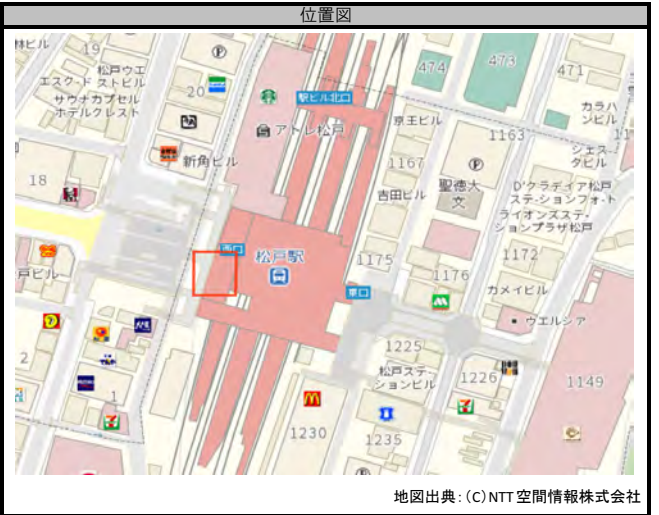 位置図
林ビル
19
松戸ウエ
エスク・ド ストビル
サウナカプセル
ホテルクレスト
20
新角ビル
18
駅ビル北口
アトレ松戸
474
473
471
カラハ
ンビル
京王ビル
1163
11
シェス
タビル
1167
聖徳大
文
吉田ビル
D'クラディア松戸
ステーションフォート
ライオンズステー
ションプラザ松戸
西口
松戸駅
1175
1172
1176
カメイビル
戸ビル
東口
ウエルシア
2
1225
松戸ステー
ションビル
1226
1149
1
1230
1235
地図出典:(C)NTT空間情報株式会社